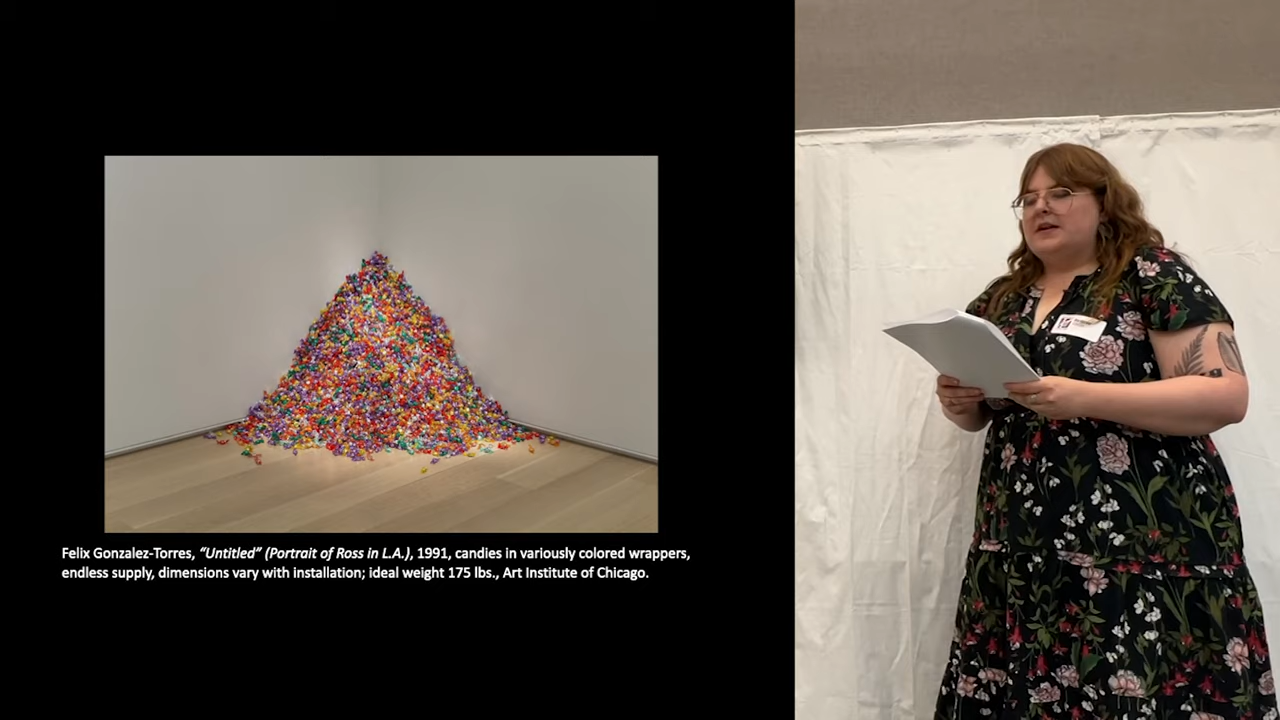 Felix Gonzalez-Torres, “Untitled” (Portrait of Ross in L.A.), 1991, candies in variously colored wrappers,
endless supply, dimensions vary with installation; ideal weight 175 lbs., Art Institute of Chicago.